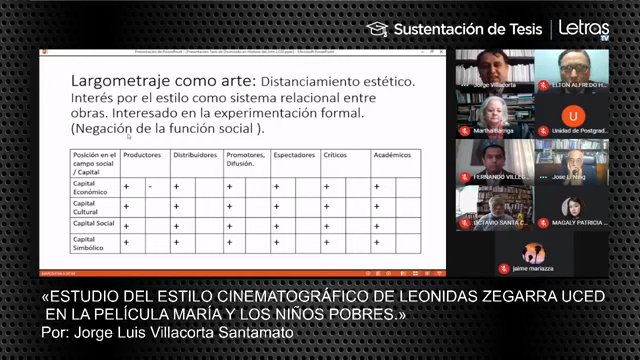 Sustentación de Tesis
Letras
TV
Largometraje como arte: Distanciamiento estético.
Interés por el estilo como sistema relacional entre
obras. Interesado en la experimentación formal.
(Negación de la función social ).
Posición en el campo social / Capital
Productores
Distribuidores
Promotores, Difusión.
Espectadores
Críticos
Académicos
Capital Económico
+ - + + + + +
Capital Cultural
+ + + + + +
Capital Social
+ + + + + +
Capital Simbólico
+ + + + + +
Jorge Villacorta
ELTON ALFREDO H
Martha Barriga
U
Unidad de Postgrad...
FERNANDO VILLEG
OCTAVIO SANTA C
MAGALY PATRICIA
jaime mariazza
«ESTUDIO DEL ESTILO CINEMATOGRÁFICO DE LEONIDAS ZEGARRA UCED
EN LA PELÍCULA MARÍA Y LOS NIÑOS POBRES.»
Por: Jorge Luis Villacorta Santamato